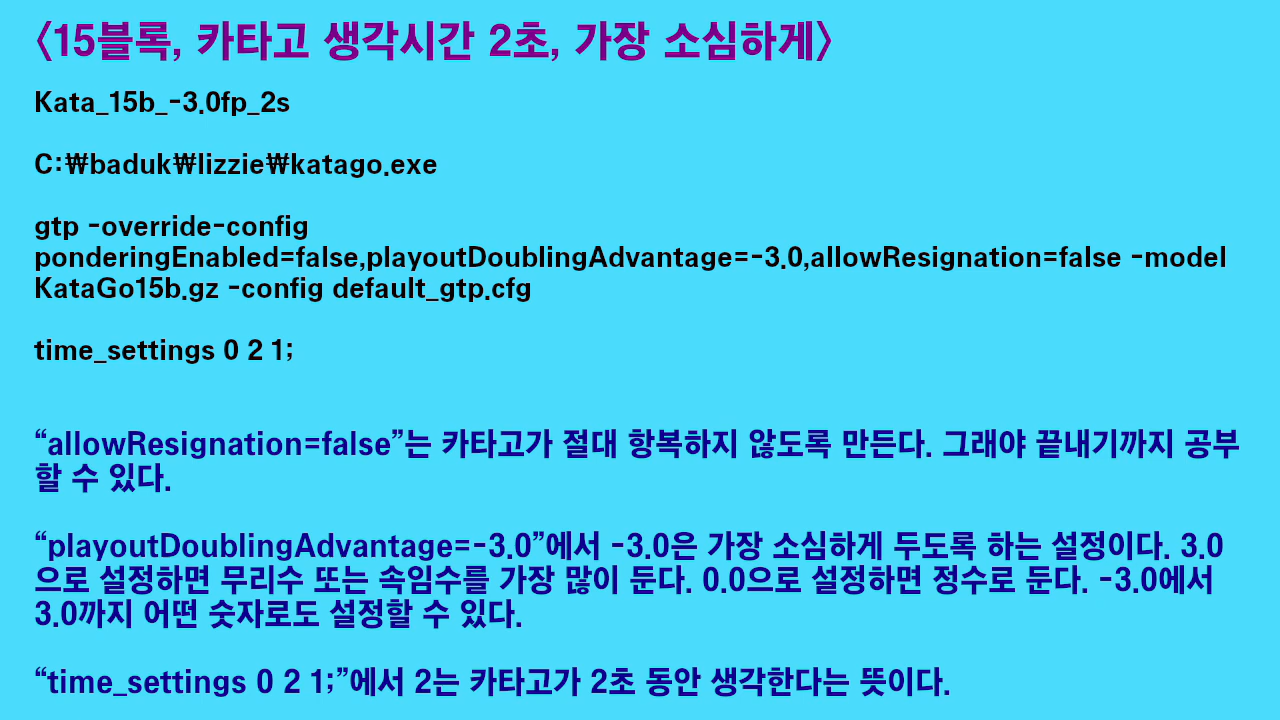 〈15블록, 카타고 생각시간 2초, 가장 소심하게〉
Kata_15b_-3.0fp_2s
C:₩baduk₩lizzie₩katago.exe
gtp -override-config
ponderingEnabled=false,playoutDoublingAdvantage=-3.0,allowResignation=false -model
KataGo15b.gz -config default_gtp.cfg
time_settings 0 2 1;
“allowResignation=false”는 카타고가 절대 항복하지 않도록 만든다. 그래야 끝내기까지 공부
할 수 있다.
“playoutDoublingAdvantage=-3.0”에서 -3.0은 가장 소심하게 두도록 하는 설정이다. 3.0
으로 설정하면 무리수 또는 속임수를 가장 많이 둔다. 0.0으로 설정하면 정수로 둔다. -3.0에서
3.0까지 어떤 숫자로도 설정할 수 있다.
“time_settings 0 2 1;”에서 2는 카타고가 2초 동안 생각한다는 뜻이다.